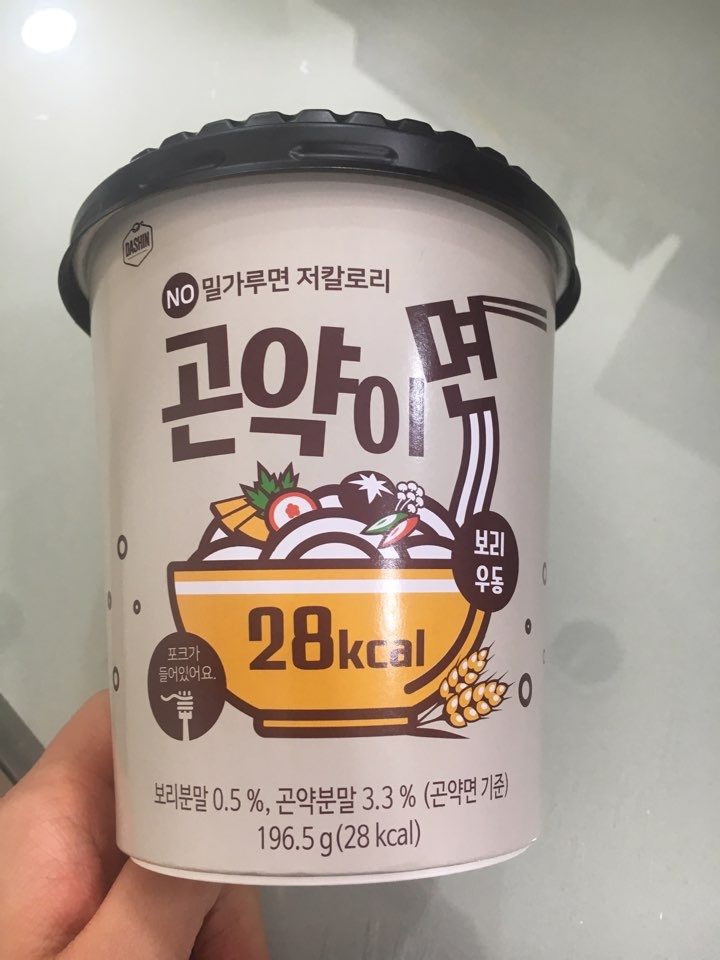 DASHIN
NO 밀가루면 저칼로리
곤약이면
보리
우동
28kcal
포크가
들어있어요.
보리분말 0.5 %, 곤약분말 3.3 % (곤약면 기준)
196.5 g (28 kcal)